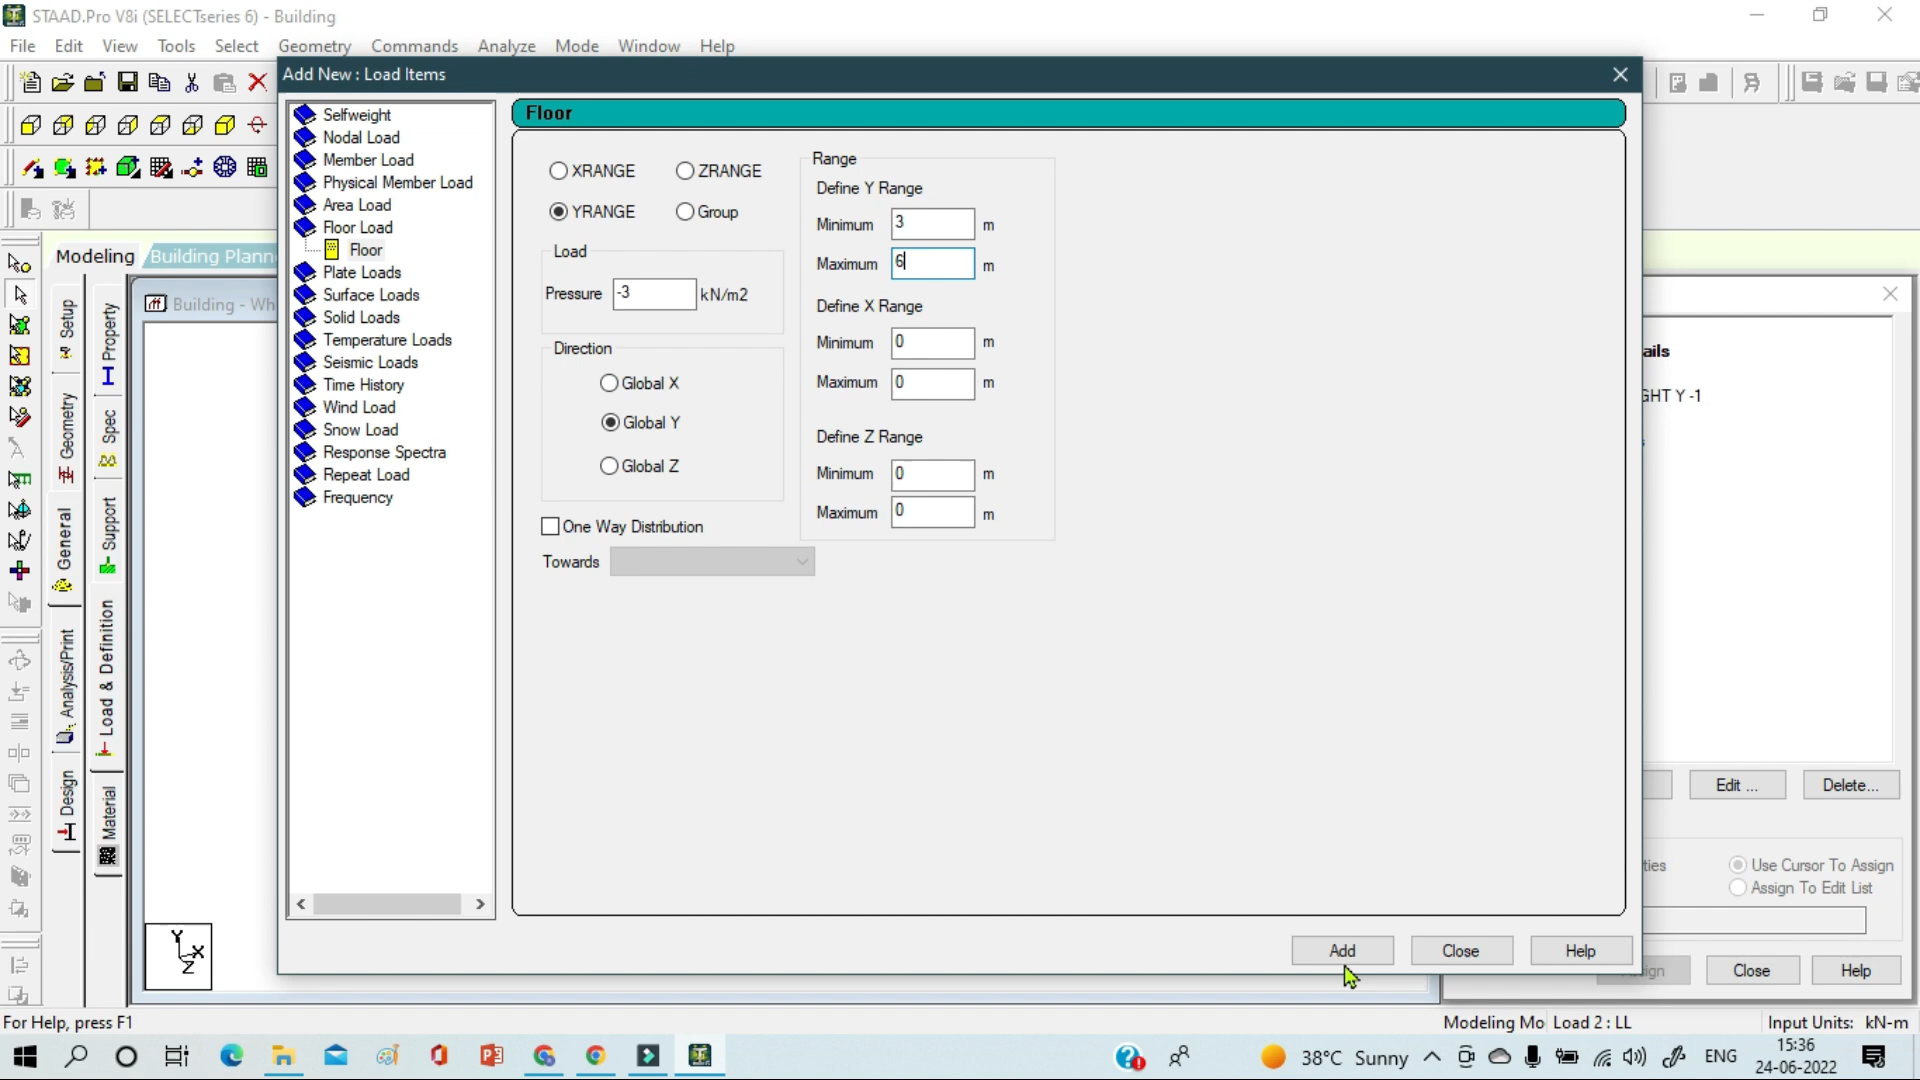 STAAD.Pro V8i (SELECTseries 6) - Building
File Edit View Tools Select Geometry Commands Analyze Mode Window Help
Add New : Load Items
Selfweight
Nodal Load
Member Load
Physical Member Load
Area Load
Floor Load
Floor
Plate Loads
Surface Loads
Solid Loads
Temperature Loads
Seismic Loads
Time History
Wind Load
Snow Load
Response Spectra
Repeat Load
Frequency
Floor
XRANGE ZRANGE
YRANGE Group
Load
Pressure -3 kN/m2
Direction
Global X
Global Y
Global Z
One Way Distribution
Towards
Range
Define Y Range
Minimum 3 m
Maximum 6 m
Define X Range
Minimum 0 m
Maximum 0 m
Define Z Range
Minimum 0 m
Maximum 0 m
Add Close Help
Modeling Building Plann
Building - Wh
Setup
Geometry
General
Analysis/Print
Design
Property
Spec
Support
Load & Definition
Material
Y
X
Z
ails
GHT Y -1
Edit ... Delete...
ties Use Cursor To Assign
Assign To Edit List
ign Close Help
For Help, press F1
Modeling Mo Load 2 : LL Input Units: kN-m
38°C Sunny ENG 15:36
24-06-2022